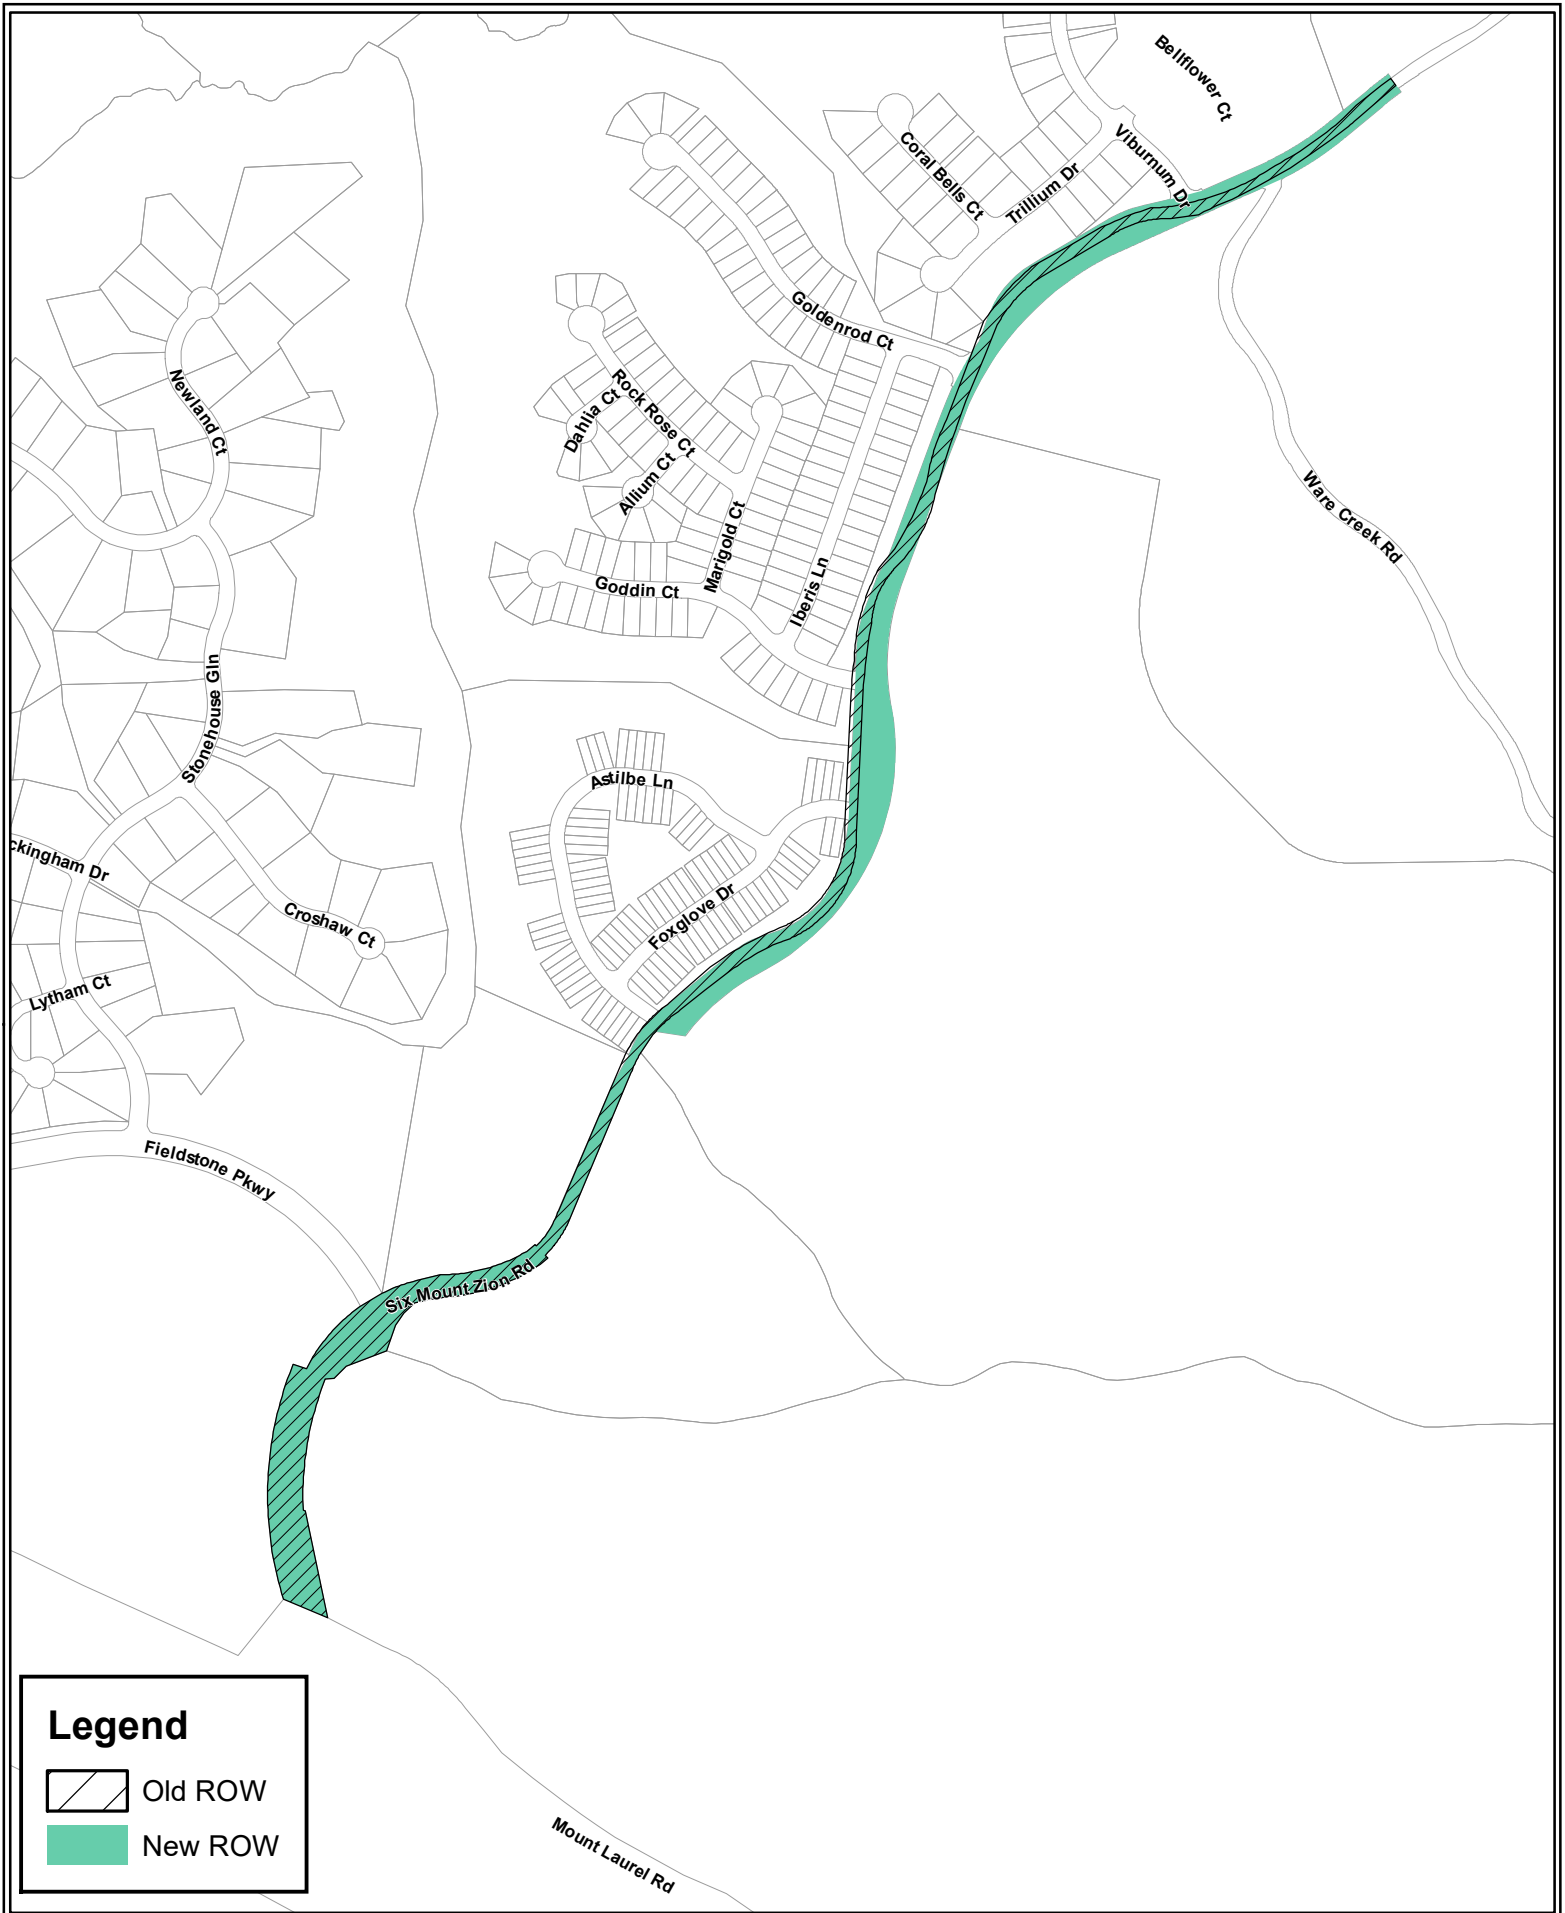 Bellflower Ct
Viburnum Dr
Coral Bells Ct
Trillium Dr
Goldenrod Ct
Newland Ct
Rock Rose Ct
Dahlia Ct
Allium Ct
Marigold Ct
Ware Creek Rd
Goddin Ct
Iberis Ln
Stonehouse Gln
Astilbe Ln
ckingham Dr
Foxglove Dr
Croshaw Ct
Lytham Ct
Fieldstone Pkwy
Six Mount Zion Rd
Legend
Old ROW
New ROW
Mount Laurel Rd